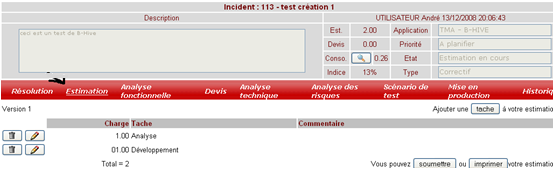 Incident : 113 - test création 1
Description
UTILISATEUR André 13/12/2008 20:06:43
ceci est un test de B-Hive
Est. 2.00 Application TMA - B-HIVE
Devis 0.00 Priorité A planifier
Conso. 0.26 Etat Estimation en cours
Indice 13% Type Correctif
Résolution Estimation Analyse fonctionnelle Devis Analyse technique Analyse des risques Scénario de test Mise en production Historiq
Version 1
Ajouter une tache à votre estimatio
Charge Tache Commentaire
1.00 Analyse
01.00 Développement
Total = 2
Vous pouvez soumettre ou imprimer votre estimatio